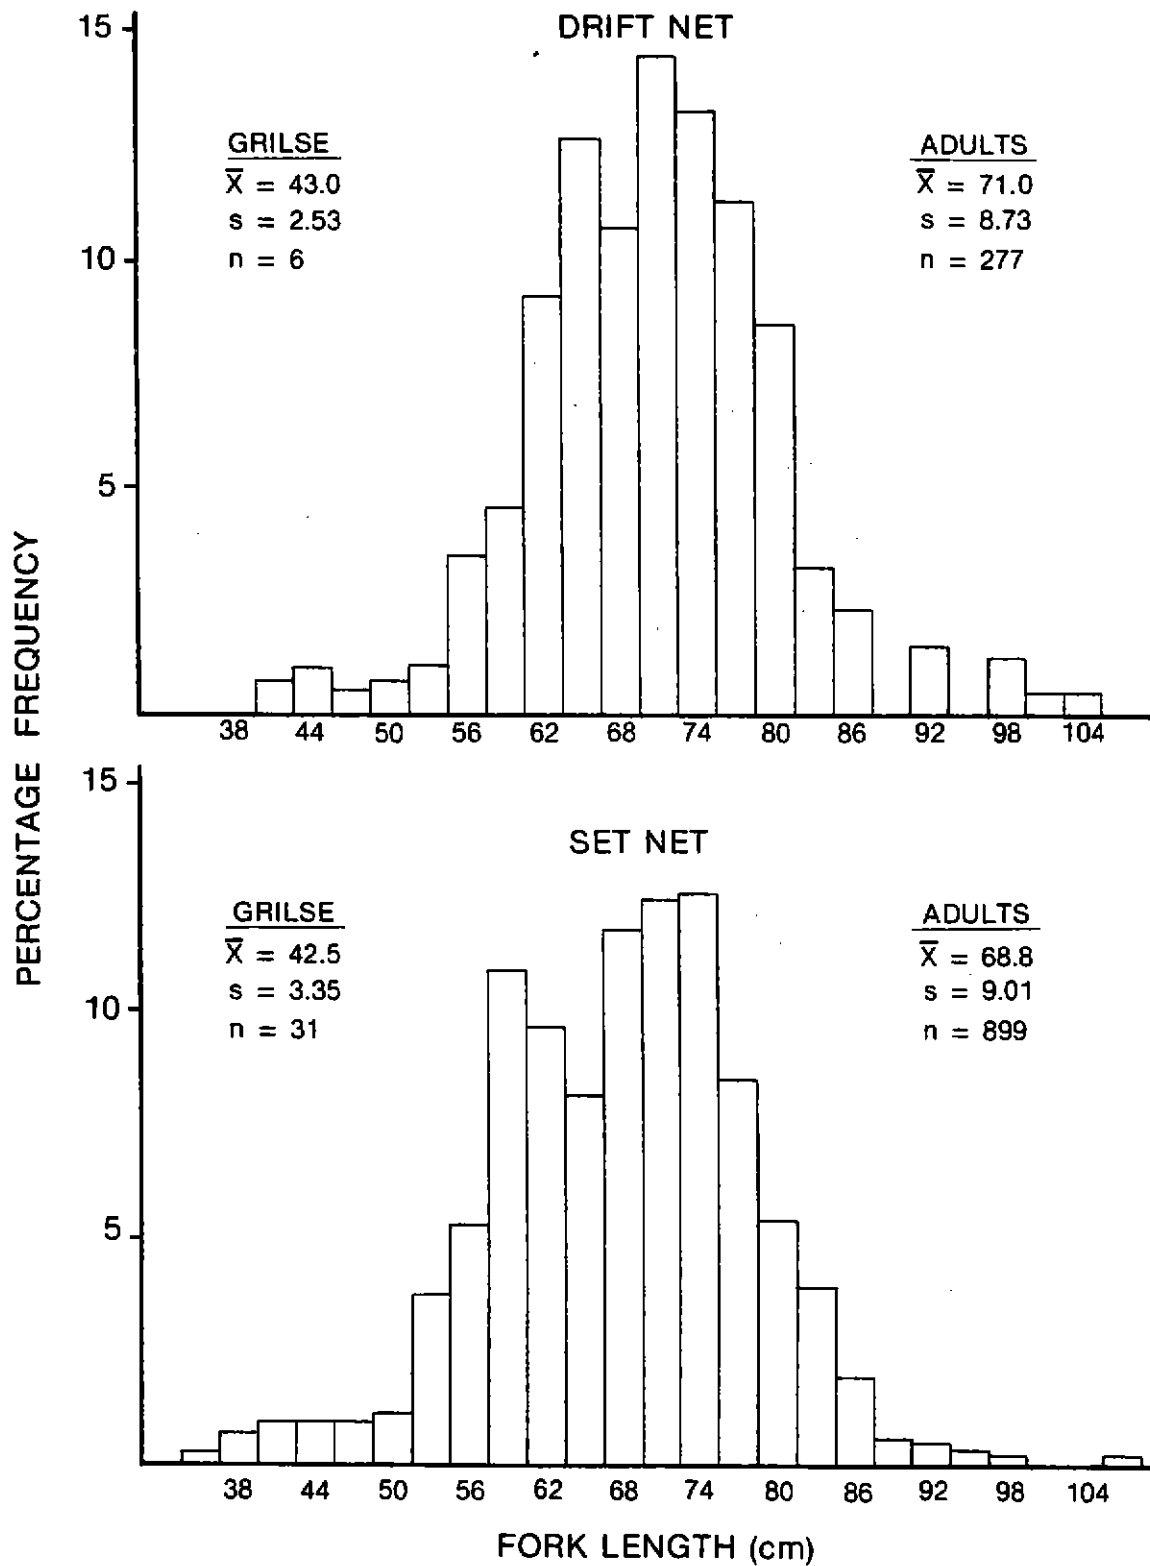 DRIFT NET
15
10
5
GRILSE
X̅ = 43.0
s = 2.53
n = 6
ADULTS
X̅ = 71.0
s = 8.73
n = 277
38 44 50 56 62 68 74 80 86 92 98 104
PERCENTAGE FREQUENCY
SET NET
15
10
5
GRILSE
X̅ = 42.5
s = 3.35
n = 31
ADULTS
X̅ = 68.8
s = 9.01
n = 899
38 44 50 56 62 68 74 80 86 92 98 104
FORK LENGTH (cm)